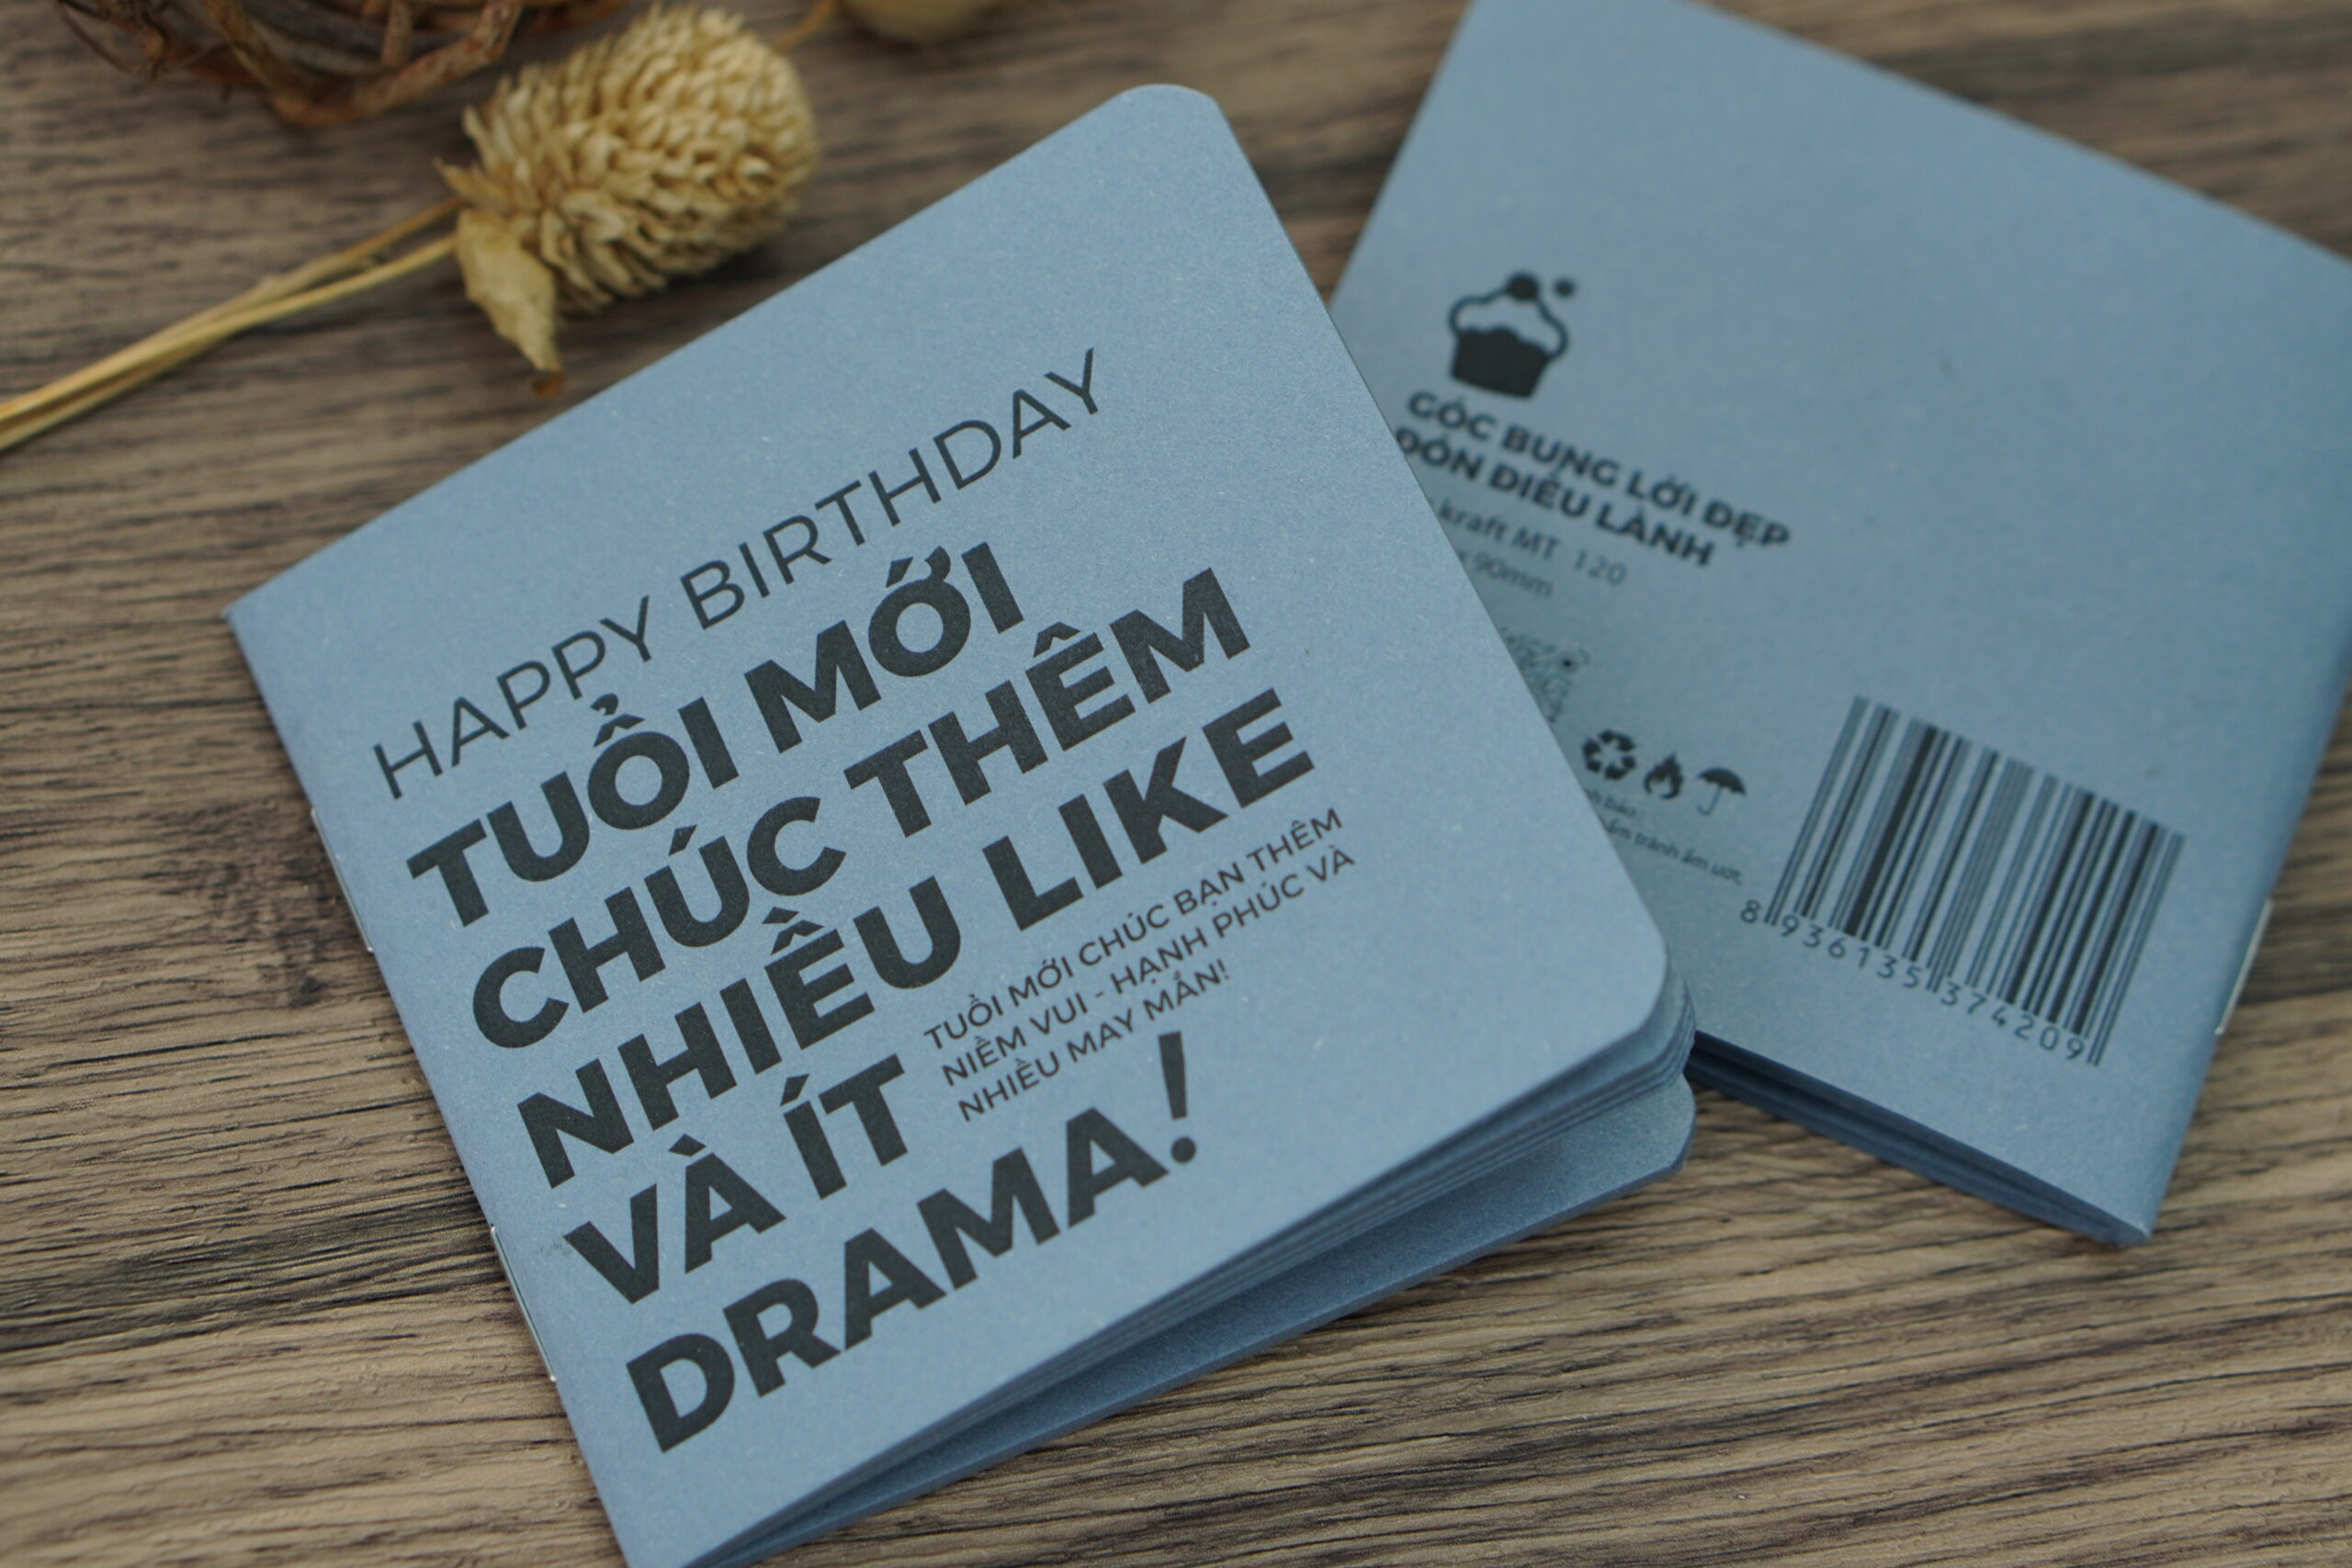 HAPPY BIRTHDAY
TUỔI MỚI
CHÚC THÊM
NHIỀU LIKE
VÀ ÍT
TUỔI MỚI CHÚC BẠN THÊM
NIỀM VUI - HẠNH PHÚC VÀ
NHIỀU MAY MẮN!
DRAMA!
GÓC BUNG LỜI ĐẸP
ĐÓN ĐIỀU LÀNH
kraft MT 120
90mm
tránh ẩm ướt.
8 936135 374209